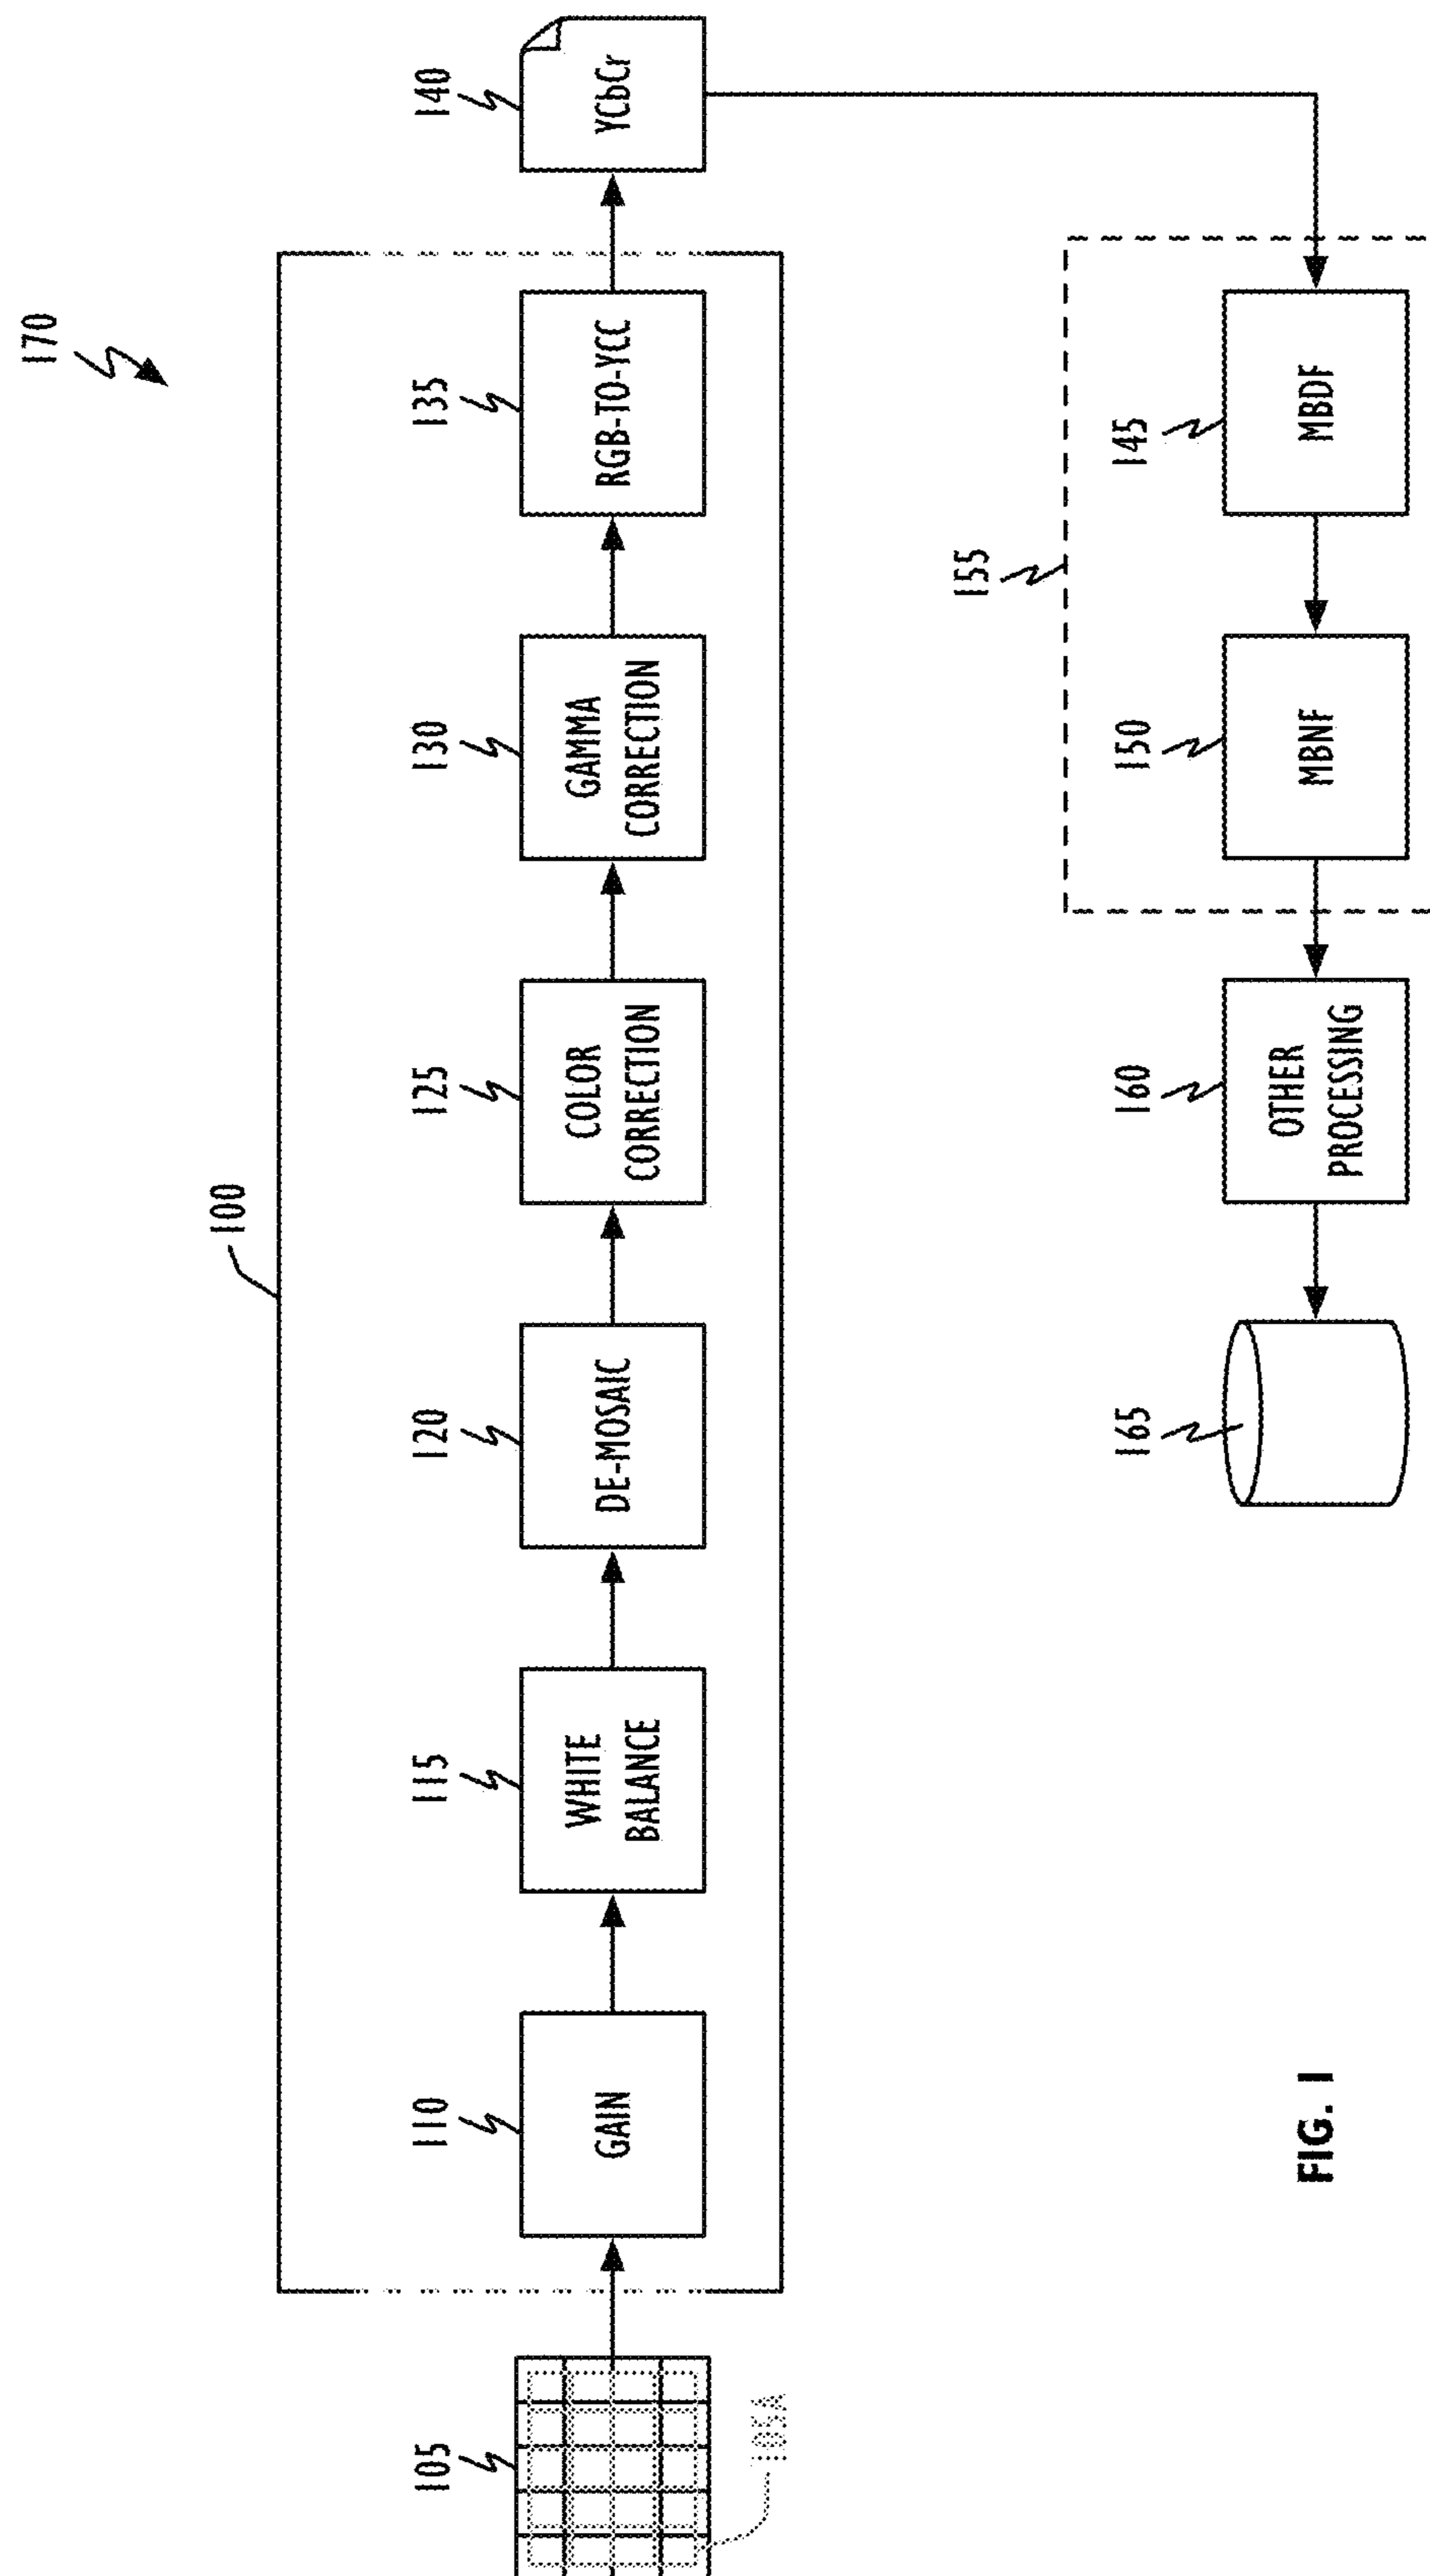 170
100
105
105A
110
GAIN
115
WHITE
BALANCE
120
DE-MOSAIC
125
COLOR
CORRECTION
130
GAMMA
CORRECTION
135
RGB-TO-YCC
140
YCbCr
155
145
MBDF
150
MBNF
160
OTHER
PROCESSING
165
FIG. 1